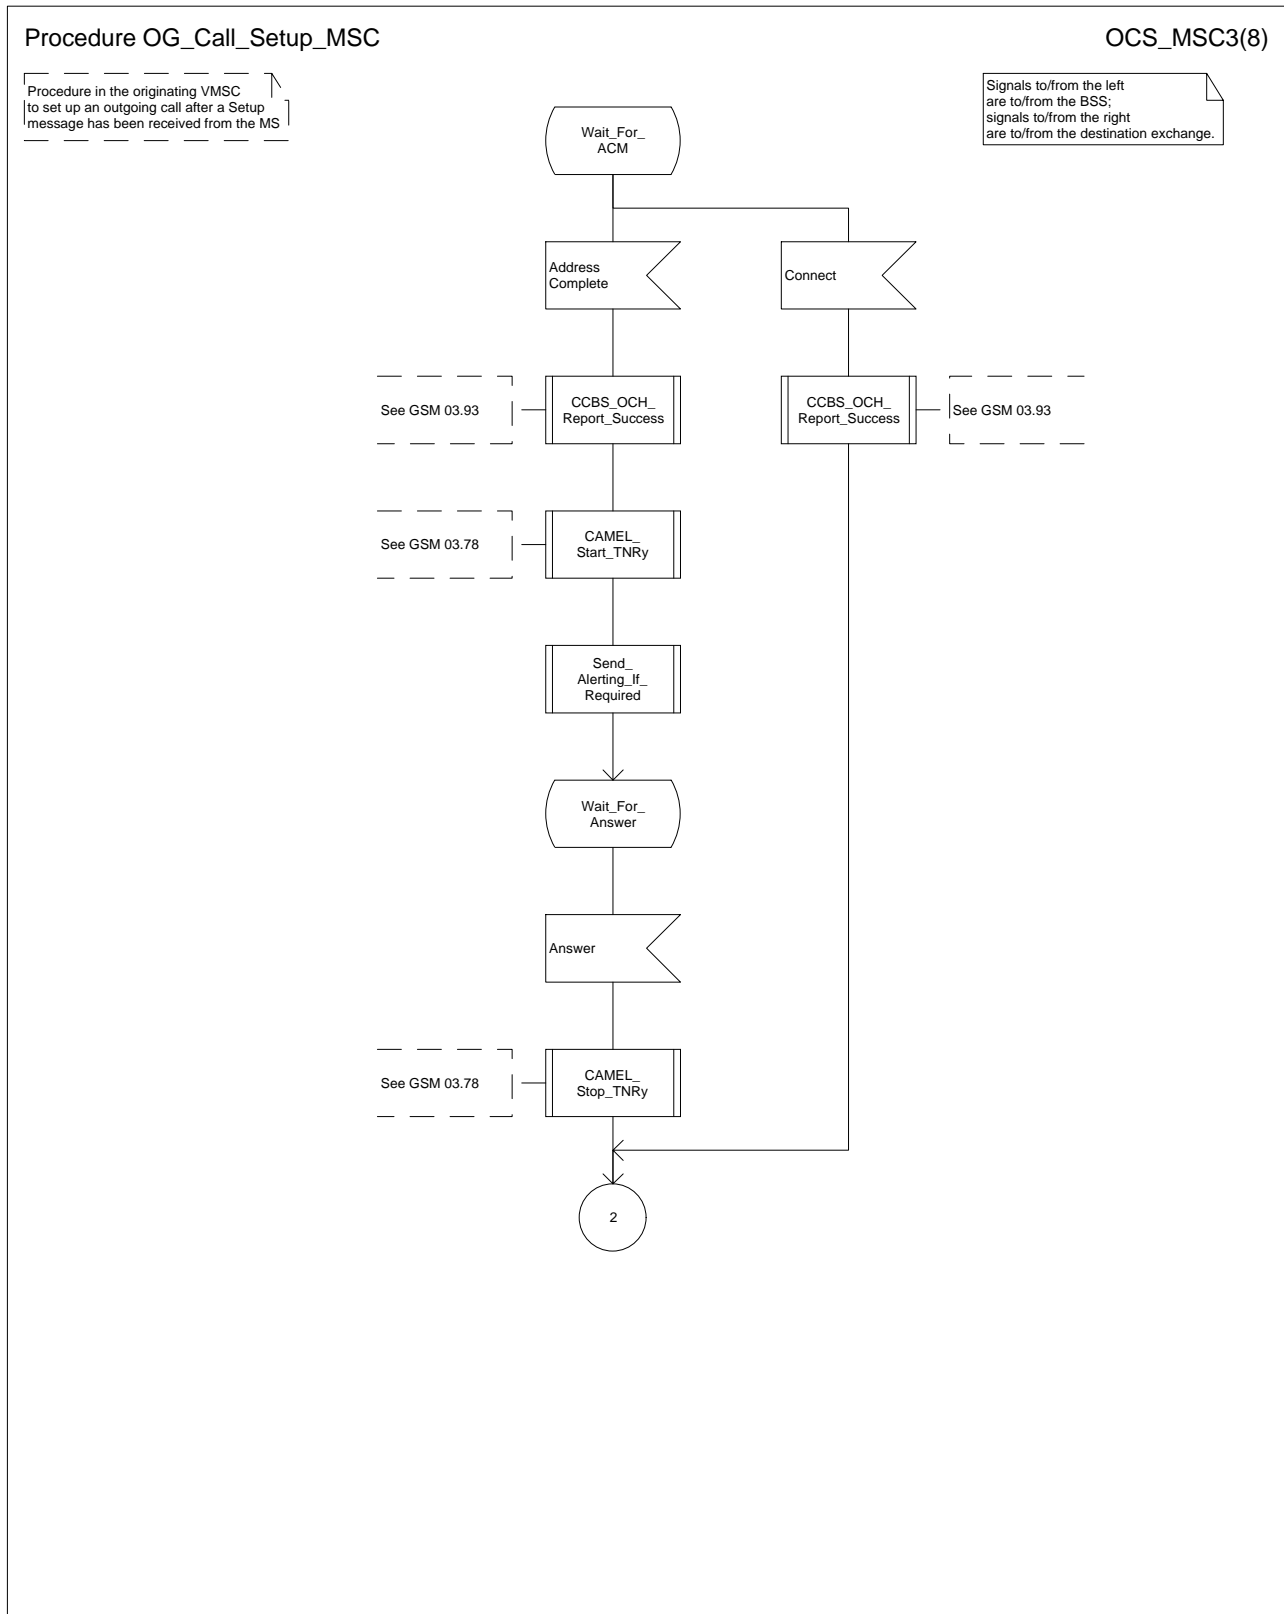 Procedure OG_Call_Setup_MSC
OCS_MSC3(8)
Procedure in the originating VMSC
to set up an outgoing call after a Setup
message has been received from the MS
Signals to/from the left
are to/from the BSS;
signals to/from the right
are to/from the destination exchange.
Wait_For_
ACM
Address
Complete
Connect
See GSM 03.93
CCBS_OCH_
Report_Success
CCBS_OCH_
Report_Success
See GSM 03.93
See GSM 03.78
CAMEL_
Start_TNRy
Send_
Alerting_If_
Required
Wait_For_
Answer
Answer
See GSM 03.78
CAMEL_
Stop_TNRy
2